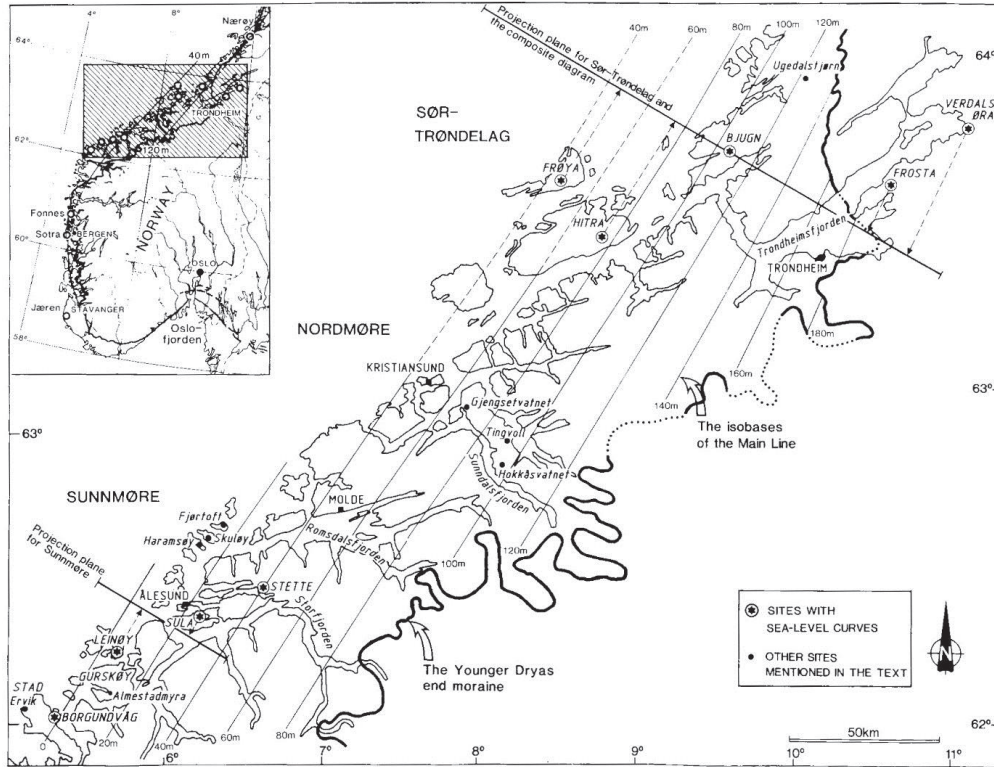 4°
8°
Nærøy
64°
40m
TRONDHEIM
62°
120m
Fonnes
Sotra
BERGEN
NORWAY
60°
OSLO
Jæren
STAVANGER
Oslo-
fjorden
58°
Projection plane for Sør-Trøndelag and
the composite diagram
40m
60m
80m
100m
120m
64°
Ugedalstjørn
SØR-
TRØNDELAG
VERDALS
ØRA
BJUGN
FRØYA
FROSTA
HITRA
Trondheimsfjorden
TRONDHEIM
NORDMØRE
180m
KRISTIANSUND
160m
63°
Gjengsetvatnet
140m
The isobases
of the Main Line
63°
Tingvoll
Hokkåsvatnet
Sunndalsfjorden
SUNNMØRE
MOLDE
Fjørtoft
Skuløy
Haramsøy
Romsdalsfjorden
120m
100m
Projection plane
for Sunnmøre
STETTE
ÅLESUND
SULA
Storfjorden
LEINØY
The Younger Dryas
end moraine
GURSKØY
STAD
Ervik
Almestadmyra
BORGUNDVÅG
SITES WITH
SEA-LEVEL CURVES
OTHER SITES
MENTIONED IN THE TEXT
N
50km
62°
0
20m
40m
60m
80m
6°
7°
8°
9°
10°
11°